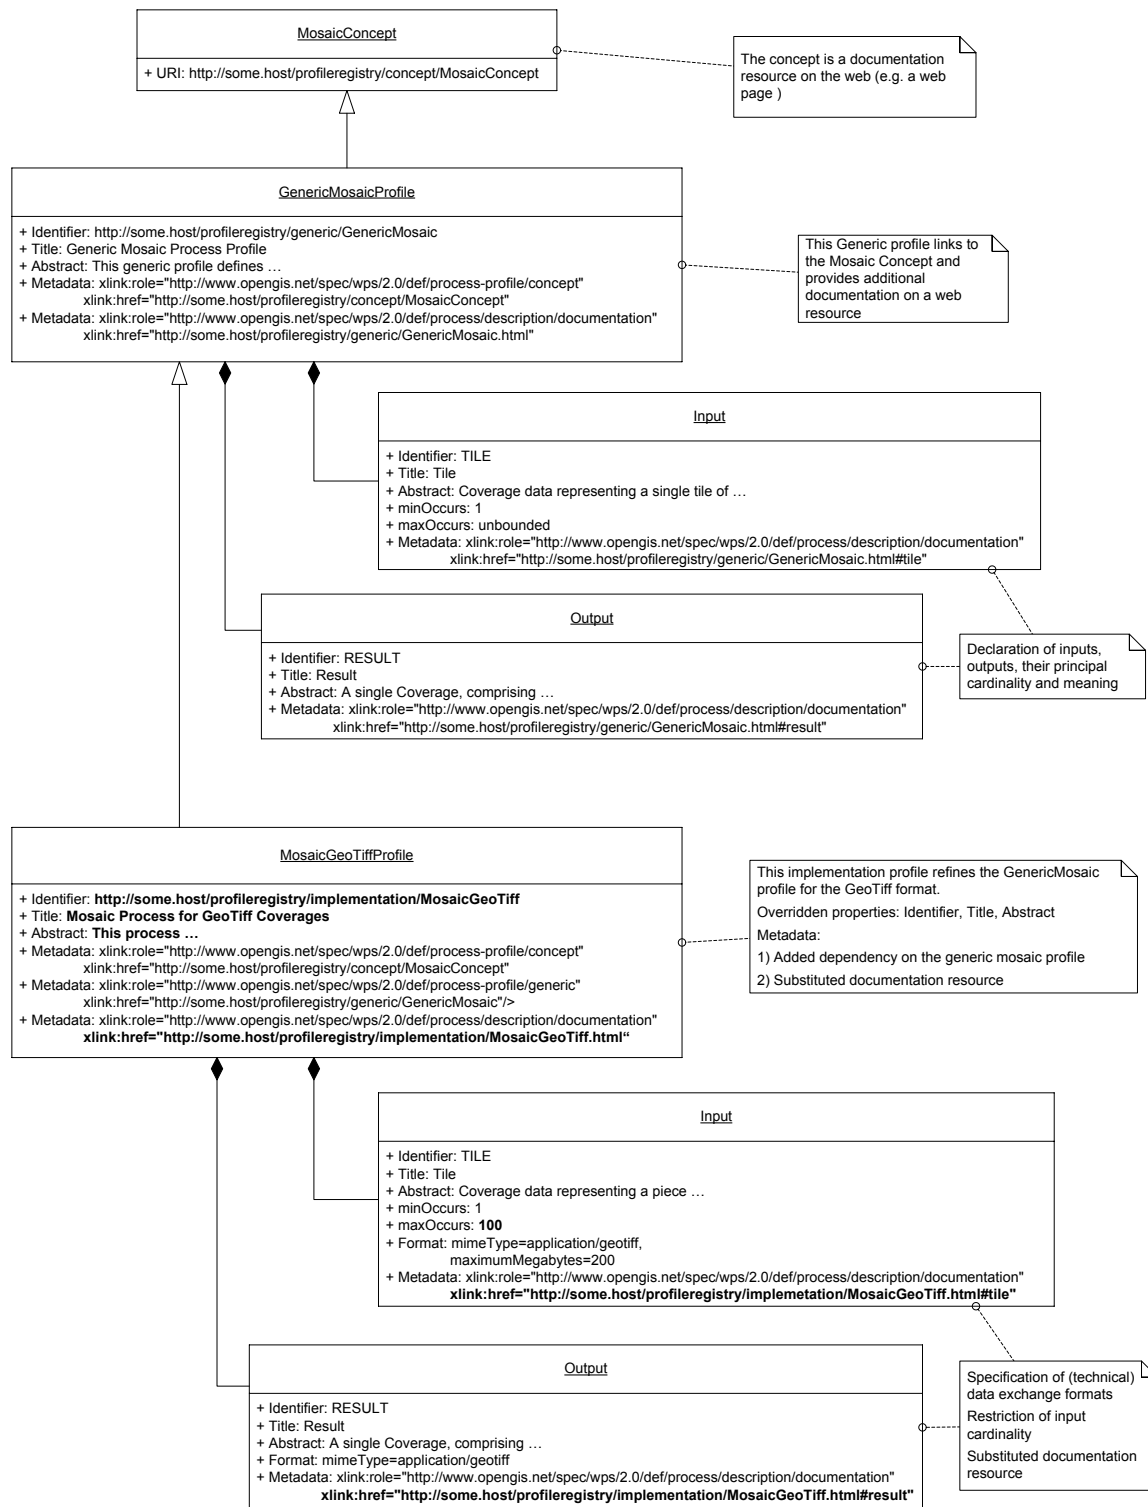 MosaicConcept
+ URI: http://some.host/profileregistry/concept/MosaicConcept
The concept is a documentation
resource on the web (e.g. a web
page )
GenericMosaicProfile
+ Identifier: http://some.host/profileregistry/generic/GenericMosaic
+ Title: Generic Mosaic Process Profile
+ Abstract: This generic profile defines …
+ Metadata: xlink:role="http://www.opengis.net/spec/wps/2.0/def/process-profile/concept"
xlink:href="http://some.host/profileregistry/concept/MosaicConcept"
+ Metadata: xlink:role="http://www.opengis.net/spec/wps/2.0/def/process/description/documentation"
xlink:href="http://some.host/profileregistry/generic/GenericMosaic.html"
This Generic profile links to
the Mosaic Concept and
provides additional
documentation on a web
resource
Input
+ Identifier: TILE
+ Title: Tile
+ Abstract: Coverage data representing a single tile of …
+ minOccurs: 1
+ maxOccurs: unbounded
+ Metadata: xlink:role="http://www.opengis.net/spec/wps/2.0/def/process/description/documentation"
xlink:href="http://some.host/profileregistry/generic/GenericMosaic.html#tile"
Output
+ Identifier: RESULT
+ Title: Result
+ Abstract: A single Coverage, comprising …
+ Metadata: xlink:role="http://www.opengis.net/spec/wps/2.0/def/process/description/documentation"
xlink:href="http://some.host/profileregistry/generic/GenericMosaic.html#result"
Declaration of inputs,
outputs, their principal
cardinality and meaning
MosaicGeoTiffProfile
+ Identifier: http://some.host/profileregistry/implementation/MosaicGeoTiff
+ Title: Mosaic Process for GeoTiff Coverages
+ Abstract: This process …
+ Metadata: xlink:role="http://www.opengis.net/spec/wps/2.0/def/process-profile/concept"
xlink:href="http://some.host/profileregistry/concept/MosaicConcept"
+ Metadata: xlink:role="http://www.opengis.net/spec/wps/2.0/def/process-profile/generic"
xlink:href="http://some.host/profileregistry/generic/GenericMosaic"/>
+ Metadata: xlink:role="http://www.opengis.net/spec/wps/2.0/def/process/description/documentation"
xlink:href="http://some.host/profileregistry/implementation/MosaicGeoTiff.html“
This implementation profile refines the GenericMosaic
profile for the GeoTiff format.
Overridden properties: Identifier, Title, Abstract
Metadata:
1) Added dependency on the generic mosaic profile
2) Substituted documentation resource
Input
+ Identifier: TILE
+ Title: Tile
+ Abstract: Coverage data representing a piece …
+ minOccurs: 1
+ maxOccurs: 100
+ Format: mimeType=application/geotiff,
maximumMegabytes=200
+ Metadata: xlink:role="http://www.opengis.net/spec/wps/2.0/def/process/description/documentation"
xlink:href="http://some.host/profileregistry/implemetation/MosaicGeoTiff.html#tile"
Output
+ Identifier: RESULT
+ Title: Result
+ Abstract: A single Coverage, comprising …
+ Format: mimeType=application/geotiff
+ Metadata: xlink:role="http://www.opengis.net/spec/wps/2.0/def/process/description/documentation"
xlink:href="http://some.host/profileregistry/implementation/MosaicGeoTiff.html#result"
Specification of (technical)
data exchange formats
Restriction of input
cardinality
Substituted documentation
resource